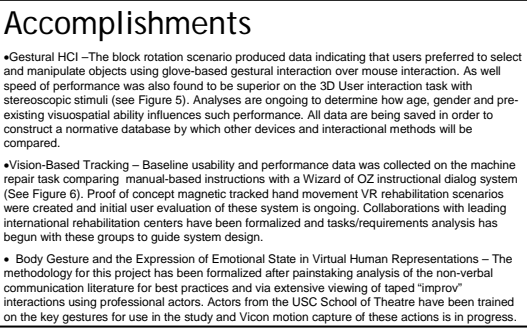 Accomplishments
•Gestural HCI –The block rotation scenario produced data indicating that users preferred to select
and manipulate objects using glove-based gestural interaction over mouse interaction. As well
speed of performance was also found to be superior on the 3D User interaction task with
stereoscopic stimuli (see Figure 5). Analyses are ongoing to determine how age, gender and pre-
existing visuospatial ability influences such performance. All data are being saved in order to
construct a normative database by which other devices and interactional methods will be
compared.
•Vision-Based Tracking – Baseline usability and performance data was collected on the machine
repair task comparing manual-based instructions with a Wizard of OZ instructional dialog system
(See Figure 6). Proof of concept magnetic tracked hand movement VR rehabilitation scenarios
were created and initial user evaluation of these system is ongoing. Collaborations with leading
international rehabilitation centers have been formalized and tasks/requirements analysis has
begun with these groups to guide system design.
• Body Gesture and the Expression of Emotional State in Virtual Human Representations – The
methodology for this project has been formalized after painstaking analysis of the non-verbal
communication literature for best practices and via extensive viewing of taped “improv”
interactions using professional actors. Actors from the USC School of Theatre have been trained
on the key gestures for use in the study and Vicon motion capture of these actions is in progress.